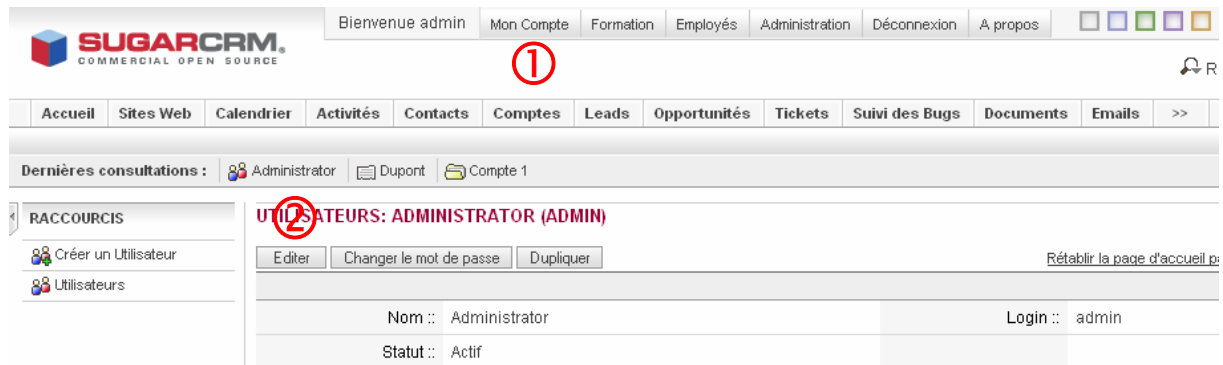 Bienvenue admin Mon Compte Formation Employés Administration Déconnexion A propos
SUGARCRM®
COMMERCIAL OPEN SOURCE
①
R
Accueil Sites Web Calendrier Activités Contacts Comptes Leads Opportunités Tickets Suivi des Bugs Documents Emails >>
Dernières consultations : Administrator Dupont Compte 1
RACCOURCIS
Créer un Utilisateur
Utilisateurs
UTILISATEURS: ADMINISTRATOR (ADMIN)
②
Editer Changer le mot de passe Dupliquer Rétablir la page d'accueil pa
Nom :: Administrator Login :: admin
Statut :: Actif